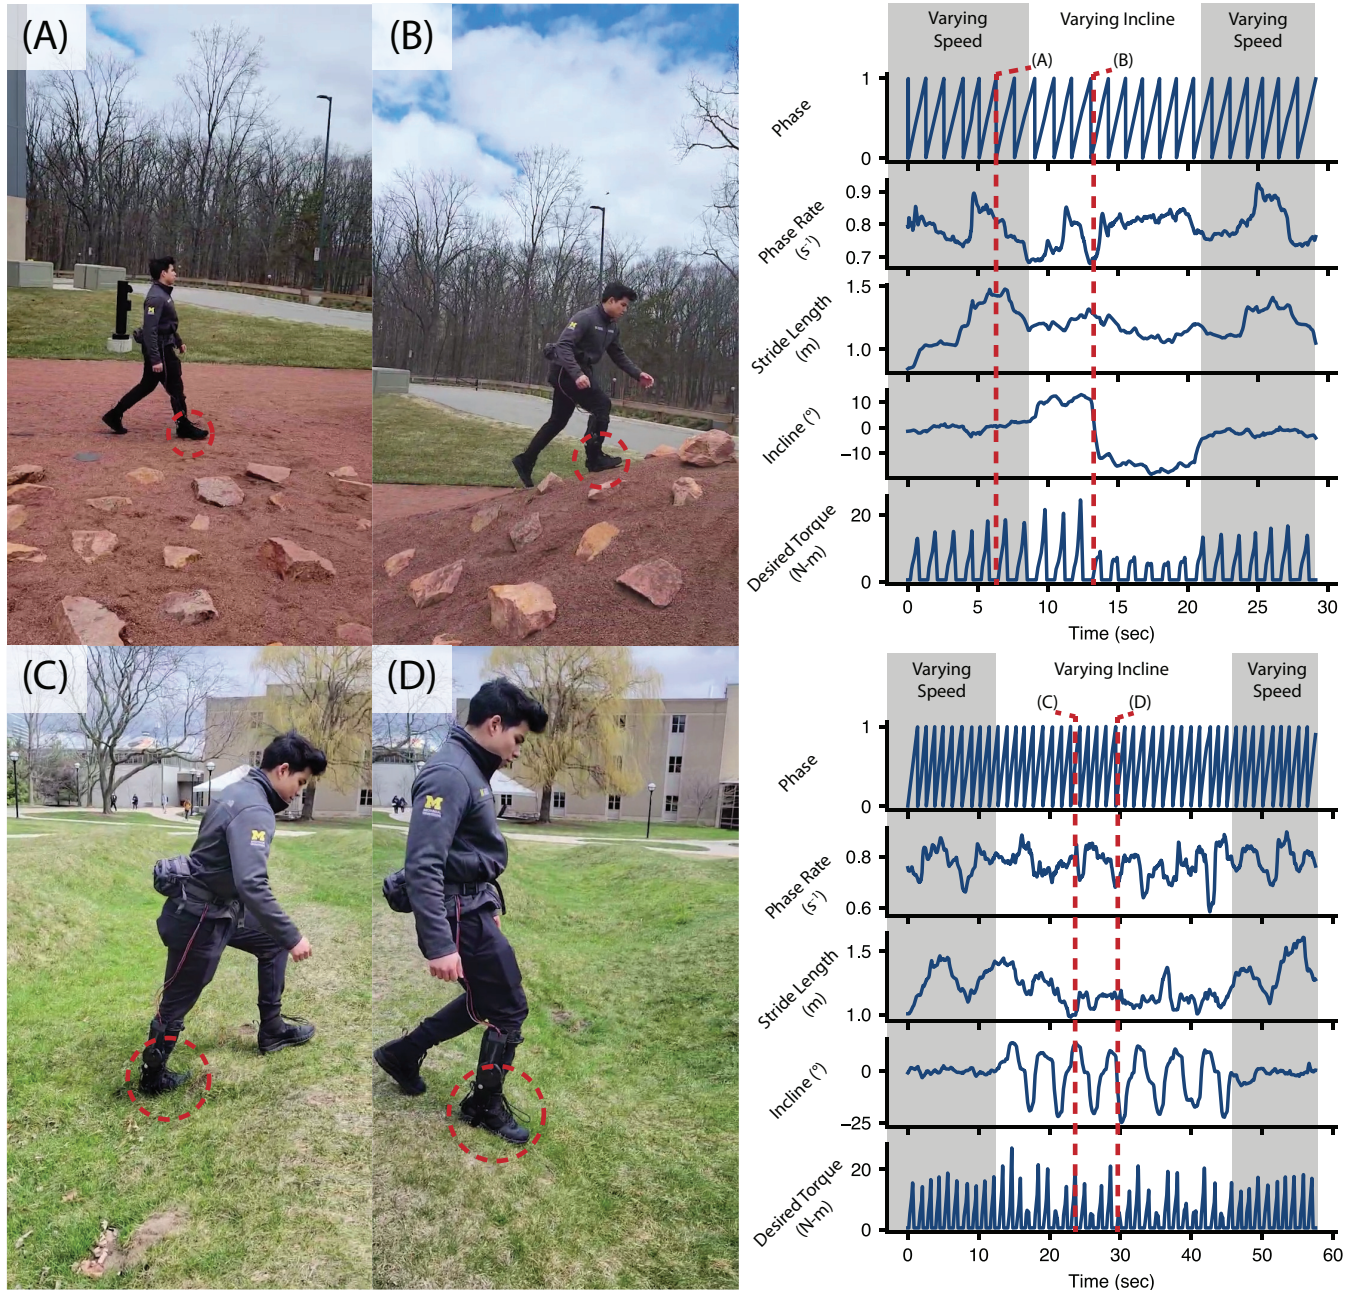 (A)
(B)
M
M
Varying
Speed
Varying Incline
Varying
Speed
(A)
(B)
Phase
1
0
Phase Rate
(s⁻¹)
0.9
0.8
0.7
Stride Length
(m)
1.5
1.0
Incline (°)
10
0
−10
Desired Torque
(N-m)
20
0
0 5 10 15 20 25 30
Time (sec)
(C)
(D)
M
M
Varying
Speed
Varying Incline
Varying
Speed
(C)
(D)
Phase
1
0
Phase Rate
(s⁻¹)
0.8
0.6
Stride Length
(m)
1.5
1.0
Incline (°)
0
−25
Desired Torque
(N-m)
20
0
0 10 20 30 40 50 60
Time (sec)